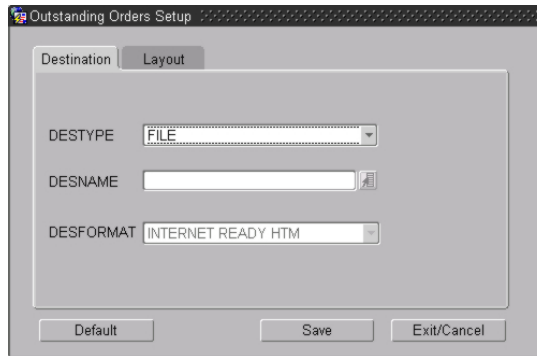 Outstanding Orders Setup
Destination Layout
DESTYPE FILE
DESNAME
DESFORMAT INTERNET READY HTM
Default Save Exit/Cancel